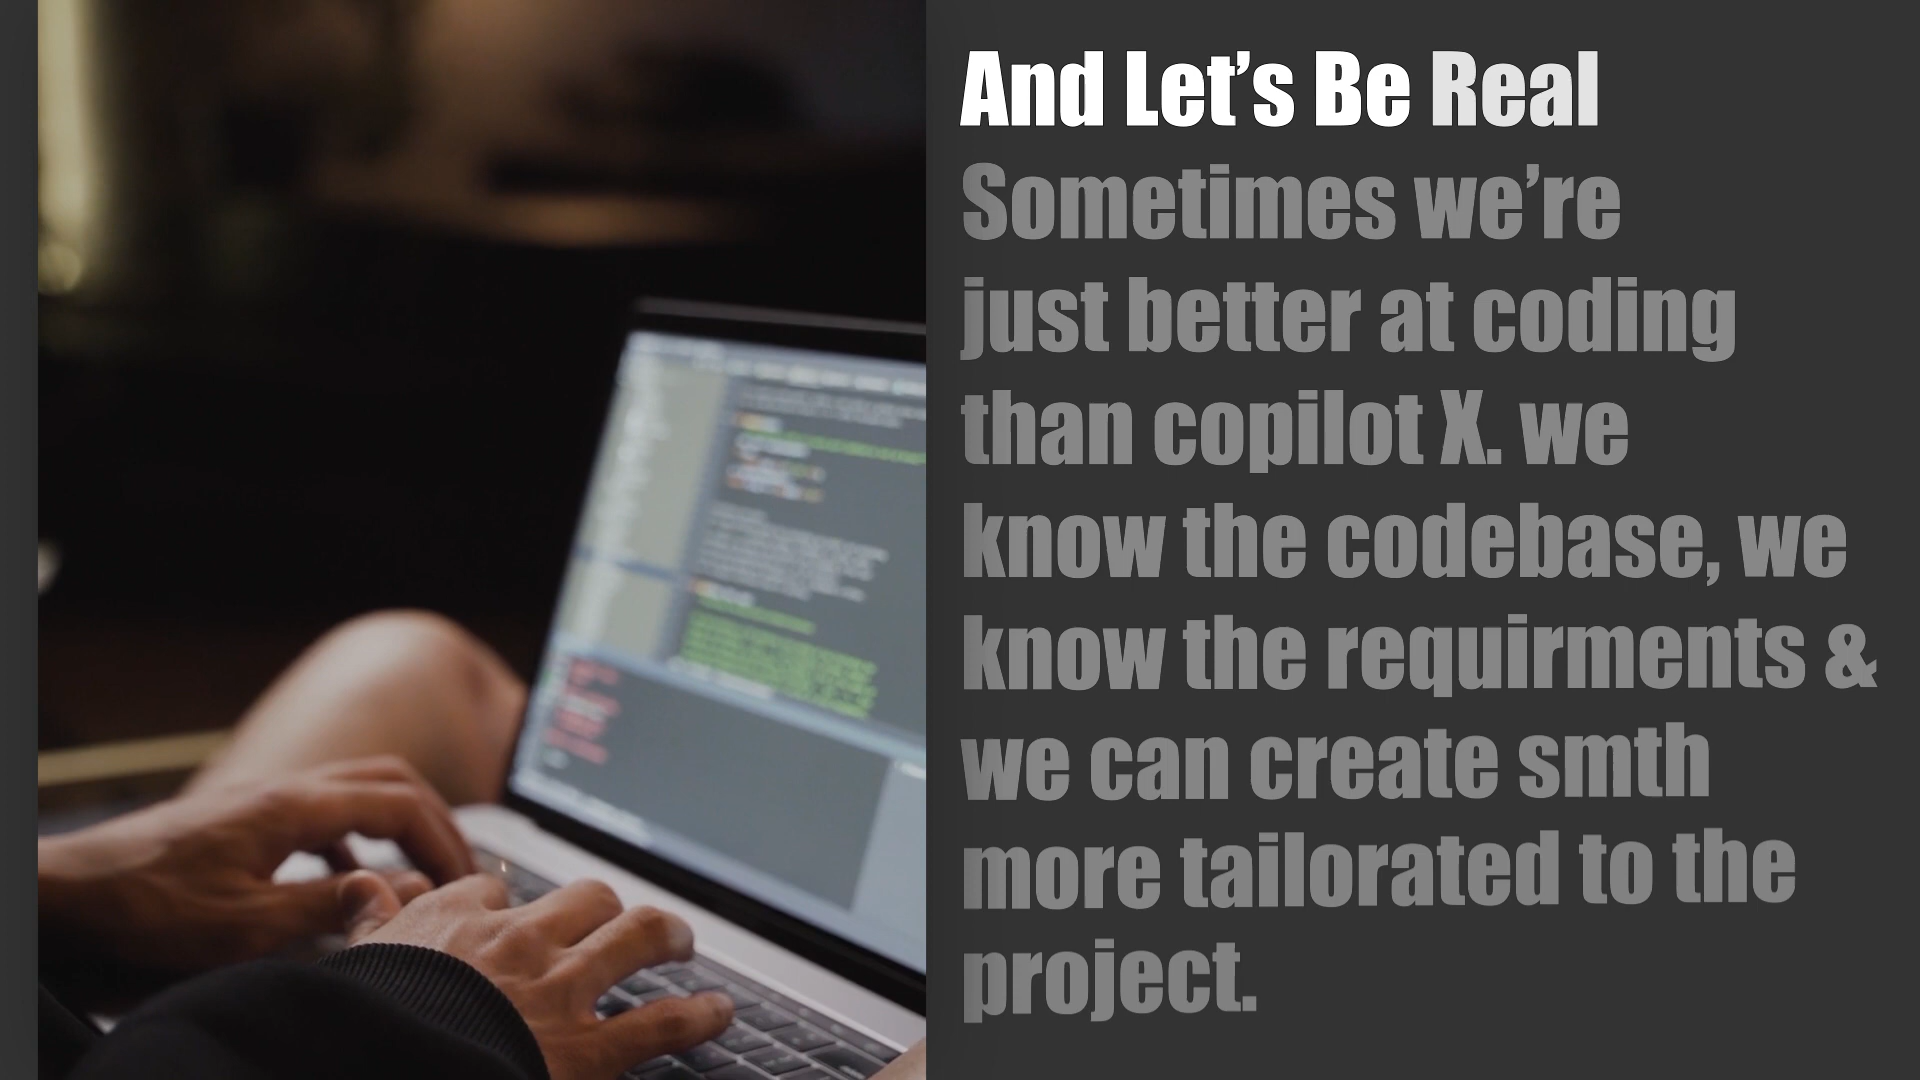 And Let’s Be Real
Sometimes we’re
just better at coding
than copilot X. we
know the codebase, we
know the requirments &
we can create smth
more tailorated to the
project.